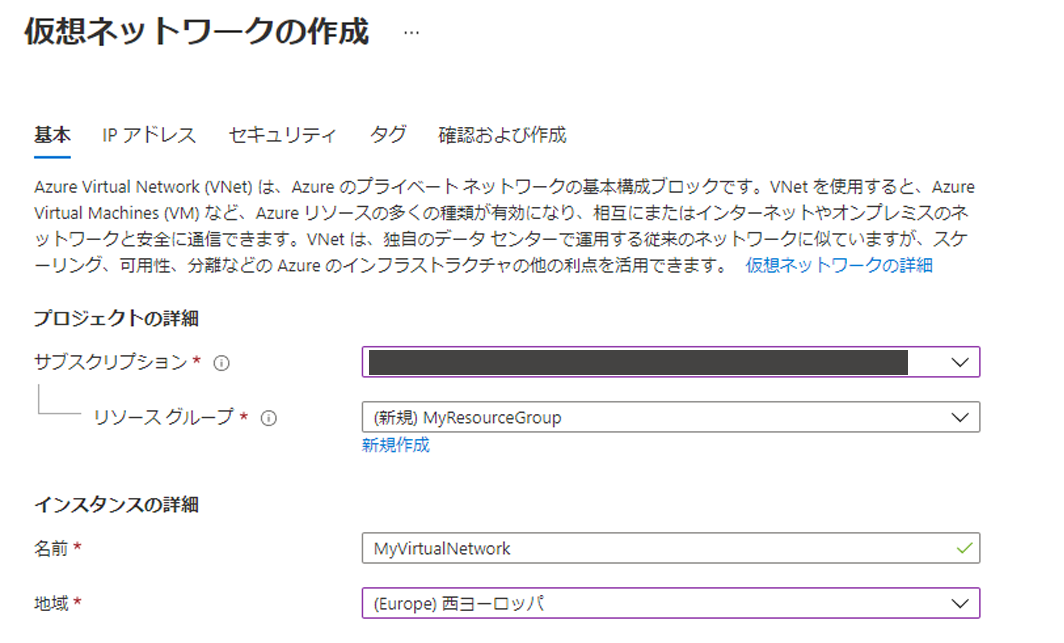 仮想ネットワークの作成 …
基本 IP アドレス セキュリティ タグ 確認および作成
Azure Virtual Network (VNet) は、Azure のプライベート ネットワークの基本構成ブロックです。VNet を使用すると、Azure
Virtual Machines (VM) など、Azure リソースの多くの種類が有効になり、相互にまたはインターネットやオンプレミスのネ
ットワークと安全に通信できます。VNet は、独自のデータ センターで運用する従来のネットワークに似ていますが、スケ
ーリング、可用性、分離などの Azure のインフラストラクチャの他の利点を活用できます。 仮想ネットワークの詳細
プロジェクトの詳細
サブスクリプション *
リソース グループ * (新規) MyResourceGroup
新規作成
インスタンスの詳細
名前 * MyVirtualNetwork
地域 * (Europe) 西ヨーロッパ